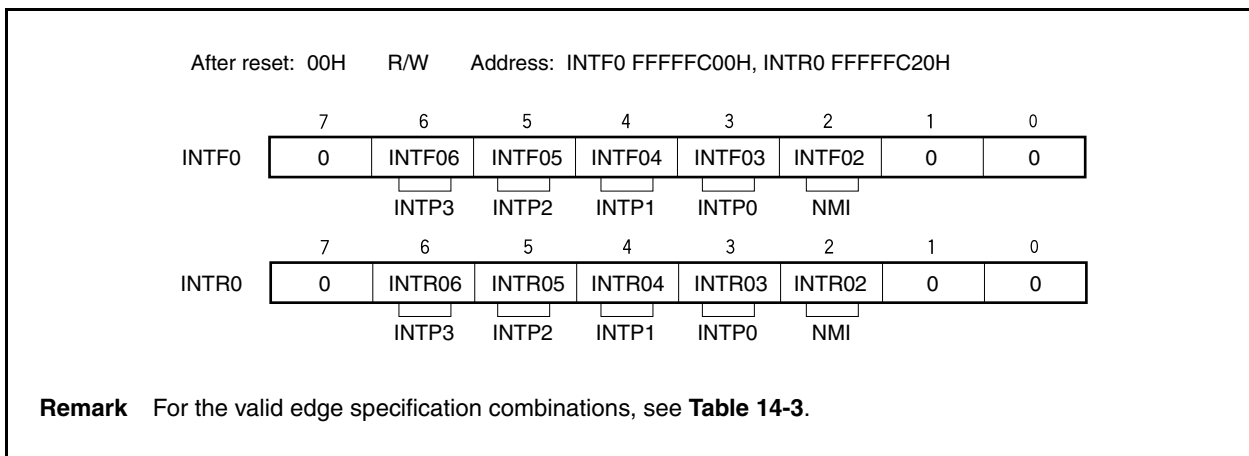 After reset: 00H R/W Address: INTF0 FFFFFC00H, INTR0 FFFFFC20H
7 6 5 4 3 2 1 0
INTF0 0 INTF06 INTF05 INTF04 INTF03 INTF02 0 0
INTP3 INTP2 INTP1 INTP0 NMI
7 6 5 4 3 2 1 0
INTR0 0 INTR06 INTR05 INTR04 INTR03 INTR02 0 0
INTP3 INTP2 INTP1 INTP0 NMI
Remark For the valid edge specification combinations, see Table 14-3.